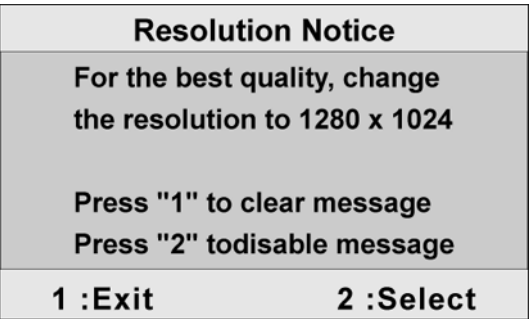 Resolution Notice
For the best quality, change
the resolution to 1280 x 1024
Press "1" to clear message
Press "2" todisable message
1 :Exit 2 :Select